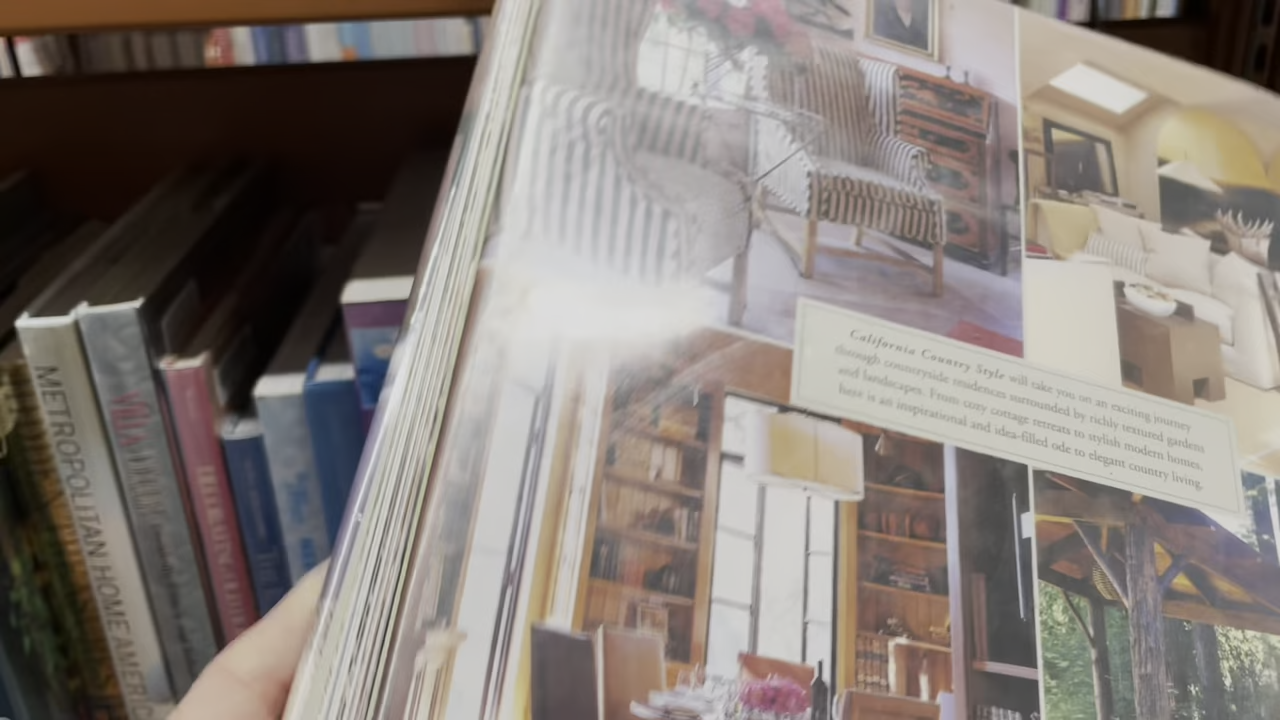 California Country Style will take you on an exciting journey
through countryside residences surrounded by richly textured gardens
and landscapes. From cozy cottage retreats to stylish modern homes,
here is an inspirational and idea-filled ode to elegant country living.
METROPOLITAN HOME AMERIC